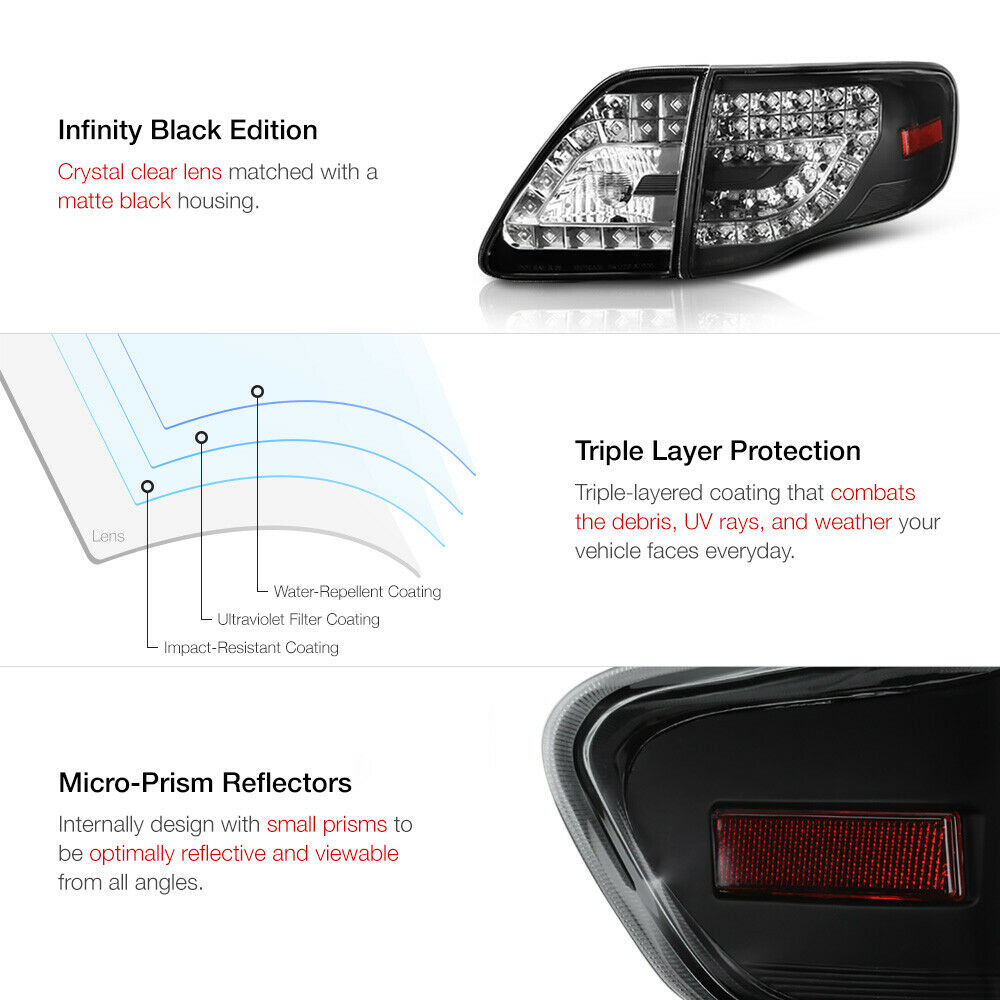 Infinity Black Edition
Crystal clear lens matched with a
matte black housing.
Lens
Water-Repellent Coating
Ultraviolet Filter Coating
Impact-Resistant Coating
Triple Layer Protection
Triple-layered coating that combats
the debris, UV rays, and weather your
vehicle faces everyday.
Micro-Prism Reflectors
Internally design with small prisms to
be optimally reflective and viewable
from all angles.